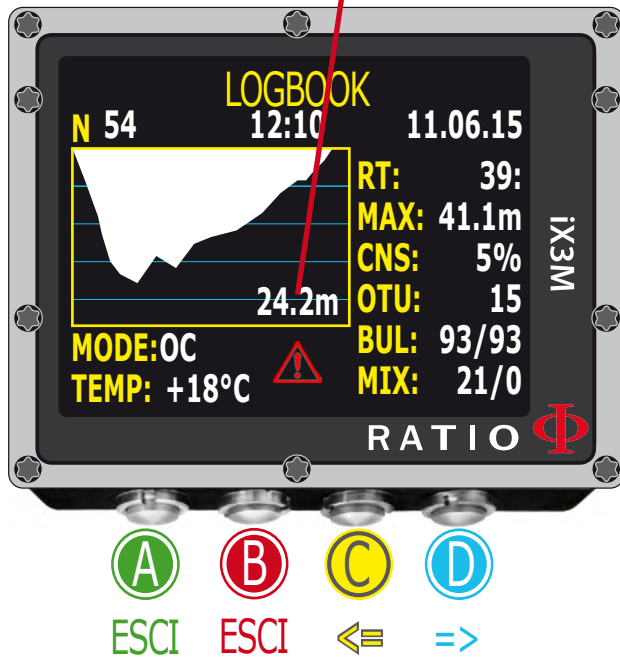 LOGBOOK
N 54 12:10 11.06.15
RT: 39:
MAX: 41.1m
CNS: 5%
24.2m OTU: 15
MODE:OC BUL: 93/93
TEMP: +18°C MIX: 21/0
iX3M
RATIO
A B C D
ESCI ESCI <= =>